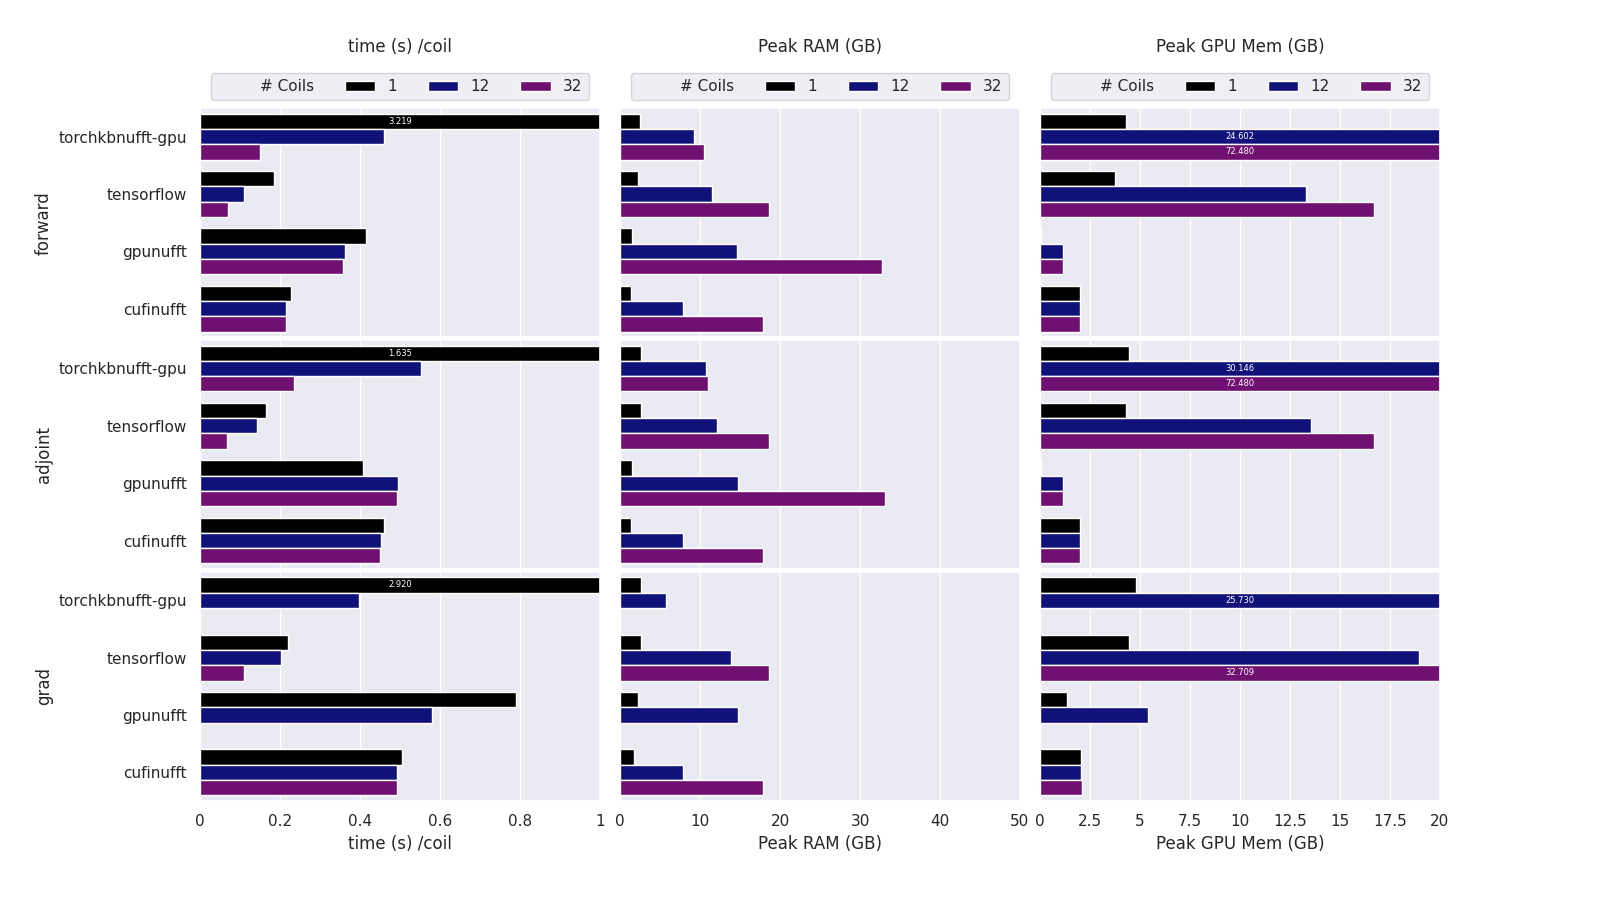 time (s) /coil Peak RAM (GB) Peak GPU Mem (GB)
# Coils 1 12 32 # Coils 1 12 32 # Coils 1 12 32
forward
torchkbnufft-gpu 3.219 24.602
72.480
tensorflow
gpunufft
cufinufft
adjoint
torchkbnufft-gpu 1.635 30.146
72.480
tensorflow
gpunufft
cufinufft
grad
torchkbnufft-gpu 2.920 25.730
tensorflow 32.709
gpunufft
cufinufft
0 0.2 0.4 0.6 0.8 1 0 10 20 30 40 50 0 2.5 5 7.5 10 12.5 15 17.5 20
time (s) /coil Peak RAM (GB) Peak GPU Mem (GB)